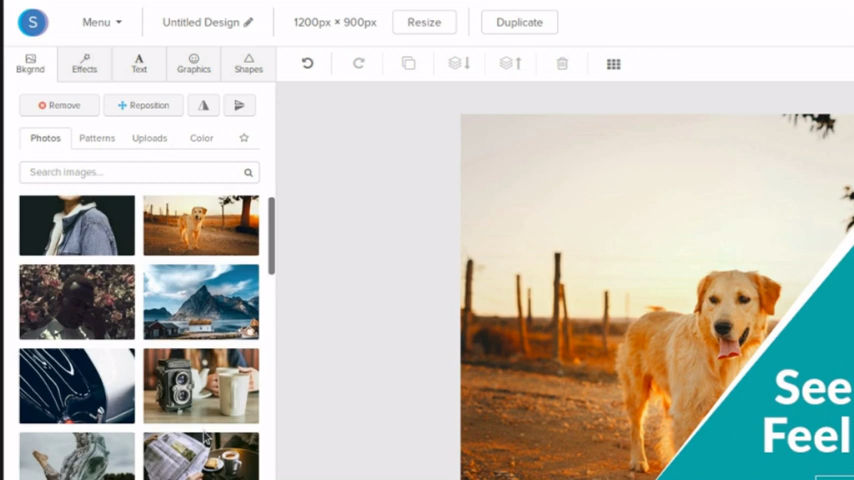 S Menu Untitled Design 1200px × 900px Resize Duplicate
Bkgrnd Effects Text Graphics Shapes
Remove Reposition
Photos Patterns Uploads Color
Search images...
See
Feel